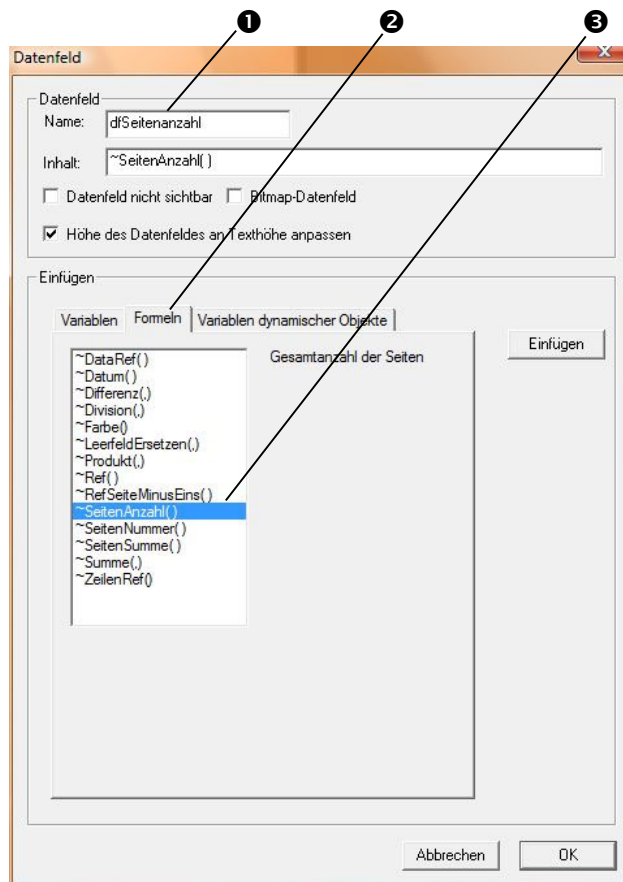 ❶ ❷ ❸
Datenfeld
X
Datenfeld
Name: dfSeitenanzahl
Inhalt: ~SeitenAnzahl( )
Datenfeld nicht sichtbar Bitmap-Datenfeld
Höhe des Datenfeldes an Texthöhe anpassen
Einfügen
Variablen Formeln Variablen dynamischer Objekte
Einfügen
~DataRef( ) Gesamtanzahl der Seiten
~Datum( )
~Differenz(,)
~Division(,)
~Farbe()
~LeerfeldErsetzen(,)
~Produkt(,)
~Ref( )
~RefSeiteMinusEins( )
~SeitenAnzahl( )
~SeitenNummer( )
~SeitenSumme( )
~Summe(,)
~ZeilenRef()
Abbrechen OK